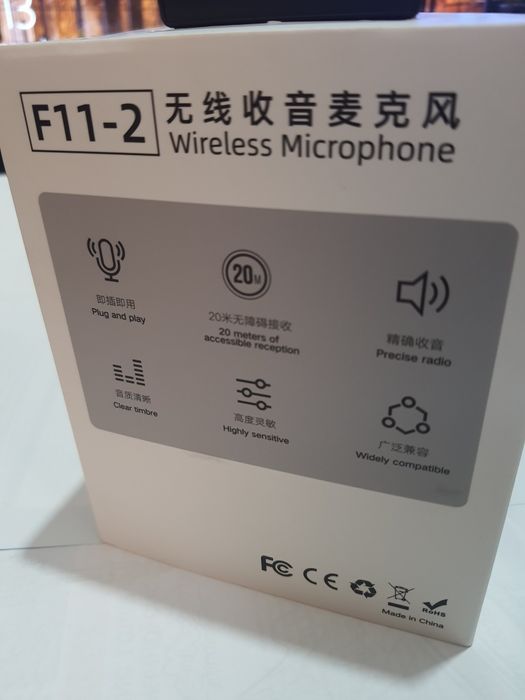 13
F11-2
无线收音麦克风
Wireless Microphone
即插即用
Plug and play
20M
20米无障碍接收
20 meters of
accessible reception
精确收音
Precise radio
音质清晰
Clear timbre
高度灵敏
Highly sensitive
广泛兼容
Widely compatible
FC CE RoHS
Made in China